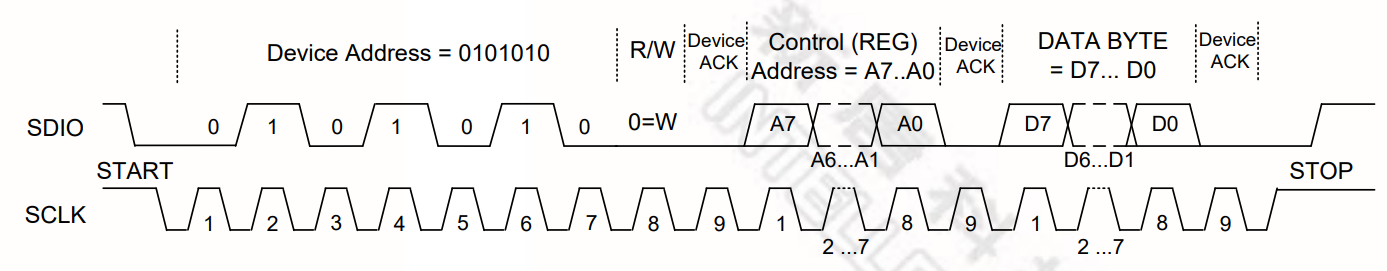 Device Address = 0101010
R/W
Device
ACK
Control (REG)
Address = A7..A0
Device
ACK
DATA BYTE
= D7... D0
Device
ACK
SDIO
0 1 0 1 0 1 0 0=W A7 A0 D7 D0
A6...A1 D6...D1
START STOP
SCLK
1 2 3 4 5 6 7 8 9 1 8 9 1 8 9
2 ...7 2 ...7